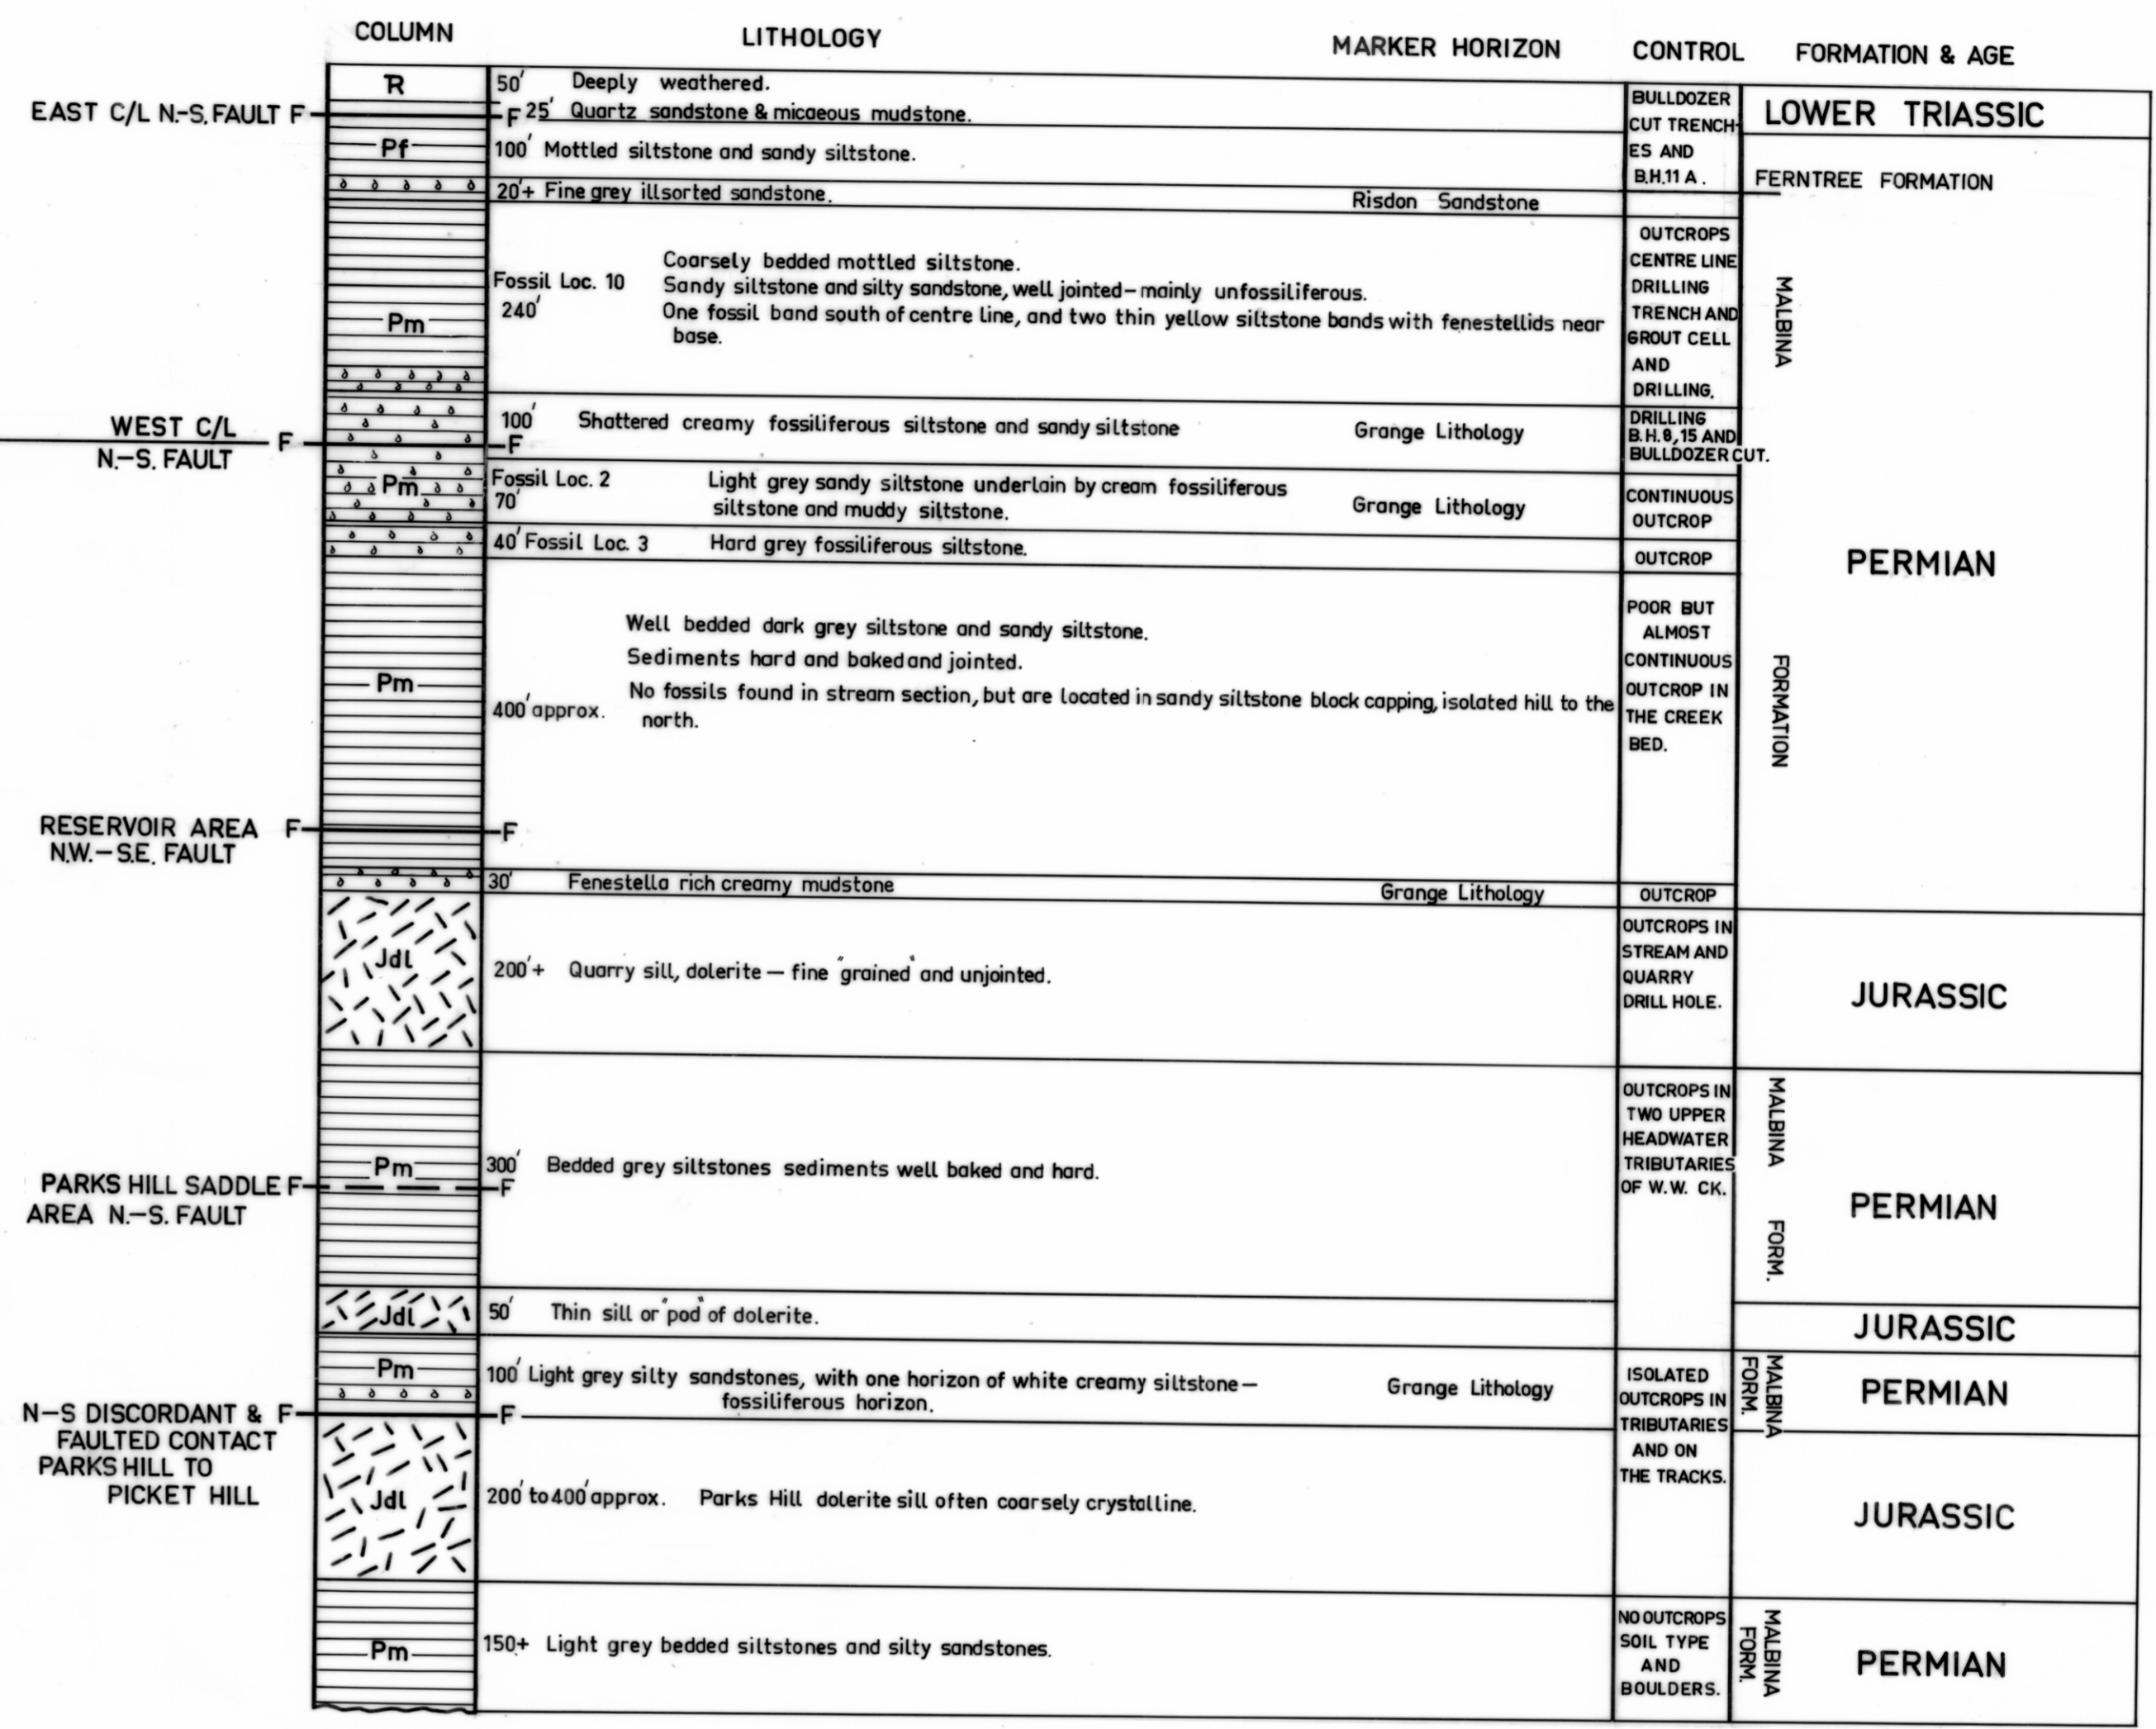 COLUMN LITHOLOGY MARKER HORIZON CONTROL FORMATION & AGE
R 50' Deeply weathered.
EAST C/L N.-S. FAULT F F 25' Quartz sandstone & micaeous mudstone.
BULLDOZER
CUT TRENCH-
ES AND
B.H.11 A.
LOWER TRIASSIC
Pf 100' Mottled siltstone and sandy siltstone.
FERNTREE FORMATION
20'+ Fine grey illsorted sandstone. Risdon Sandstone
Coarsely bedded mottled siltstone.
Fossil Loc. 10 Sandy siltstone and silty sandstone, well jointed - mainly unfossiliferous.
240' One fossil band south of centre line, and two thin yellow siltstone bands with fenestellids near
base.
Pm
OUTCROPS
CENTRE LINE
DRILLING
TRENCH AND
GROUT CELL
AND
DRILLING.
MALBINA
WEST C/L F F
N.-S. FAULT
100' Shattered creamy fossiliferous siltstone and sandy siltstone Grange Lithology
DRILLING
B.H.8,15 AND
BULLDOZER CUT.
Pm Fossil Loc. 2 Light grey sandy siltstone underlain by cream fossiliferous
70' siltstone and muddy siltstone. Grange Lithology
CONTINUOUS
OUTCROP
40' Fossil Loc. 3 Hard grey fossiliferous siltstone.
OUTCROP
PERMIAN
Well bedded dark grey siltstone and sandy siltstone.
Sediments hard and baked and jointed.
Pm
400' approx. No fossils found in stream section, but are located in sandy siltstone block capping, isolated hill to the
north.
POOR BUT
ALMOST
CONTINUOUS
OUTCROP IN
THE CREEK
BED.
FORMATION
RESERVOIR AREA F F
N.W.-S.E. FAULT
30' Fenestella rich creamy mudstone Grange Lithology OUTCROP
Jdl 200'+ Quarry sill, dolerite - fine "grained" and unjointed.
OUTCROPS IN
STREAM AND
QUARRY
DRILL HOLE.
JURASSIC
Pm 300' Bedded grey siltstones sediments well baked and hard.
PARKS HILL SADDLE F F
AREA N.-S. FAULT
OUTCROPS IN
TWO UPPER
HEADWATER
TRIBUTARIES
OF W.W. CK.
MALBINA FORM.
PERMIAN
Jdl 50' Thin sill or "pod" of dolerite.
JURASSIC
Pm 100' Light grey silty sandstones, with one horizon of white creamy siltstone-
fossiliferous horizon. Grange Lithology
ISOLATED
OUTCROPS IN
TRIBUTARIES
AND ON
THE TRACKS.
MALBINA
FORM.
PERMIAN
N-S DISCORDANT & F F
FAULTED CONTACT
PARKS HILL TO
PICKET HILL
Jdl 200' to 400' approx. Parks Hill dolerite sill often coarsely crystalline.
JURASSIC
Pm 150+ Light grey bedded siltstones and silty sandstones.
NO OUTCROPS
SOIL TYPE
AND
BOULDERS.
MALBINA
FORM.
PERMIAN